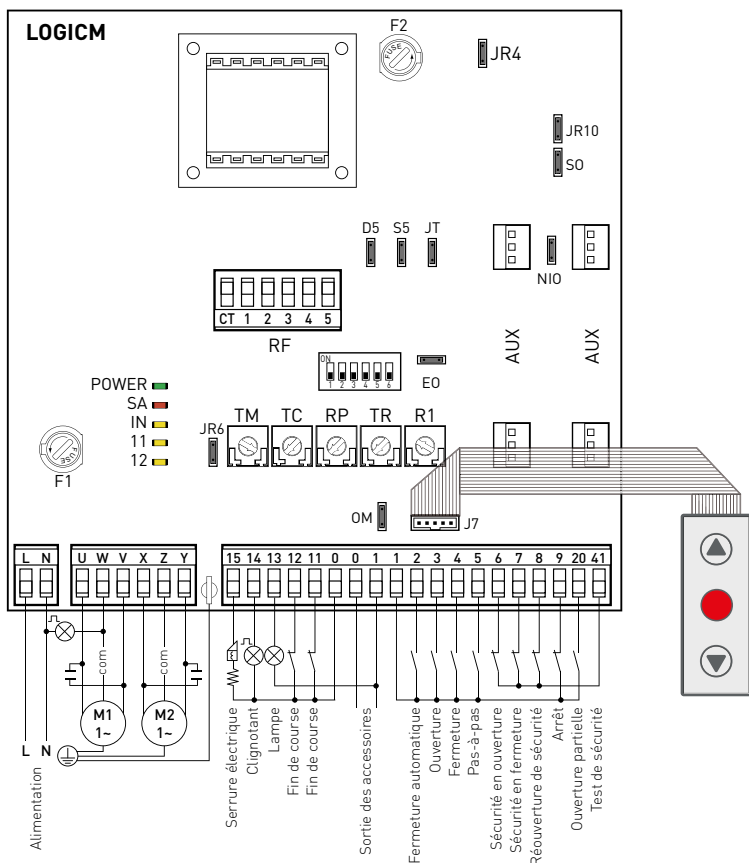 LOGICM
F2
FUSE
JR4
JR10
SO
D5 S5 JT
NIO
CT 1 2 3 4 5
RF
ON
1 2 3 4 5 6
EO
AUX
AUX
POWER
SA
IN
11
12
JR6
TM TC RP TR R1
FUSE
F1
OM
J7
L N
U W V X Z Y
15 14 13 12 11 0 0 1 1 2 3 4 5 6 7 8 9 20 41
com
com
M1
1~
M2
1~
L N
Alimentation
Serrure électrique
Clignotant
Lampe
Fin de course
Fin de course
Sortie des accessoires
Fermeture automatique
Ouverture
Fermeture
Pas-à-pas
Sécurité en ouverture
Sécurité en fermeture
Réouverture de sécurité
Arrêt
Ouverture partielle
Test de sécurité